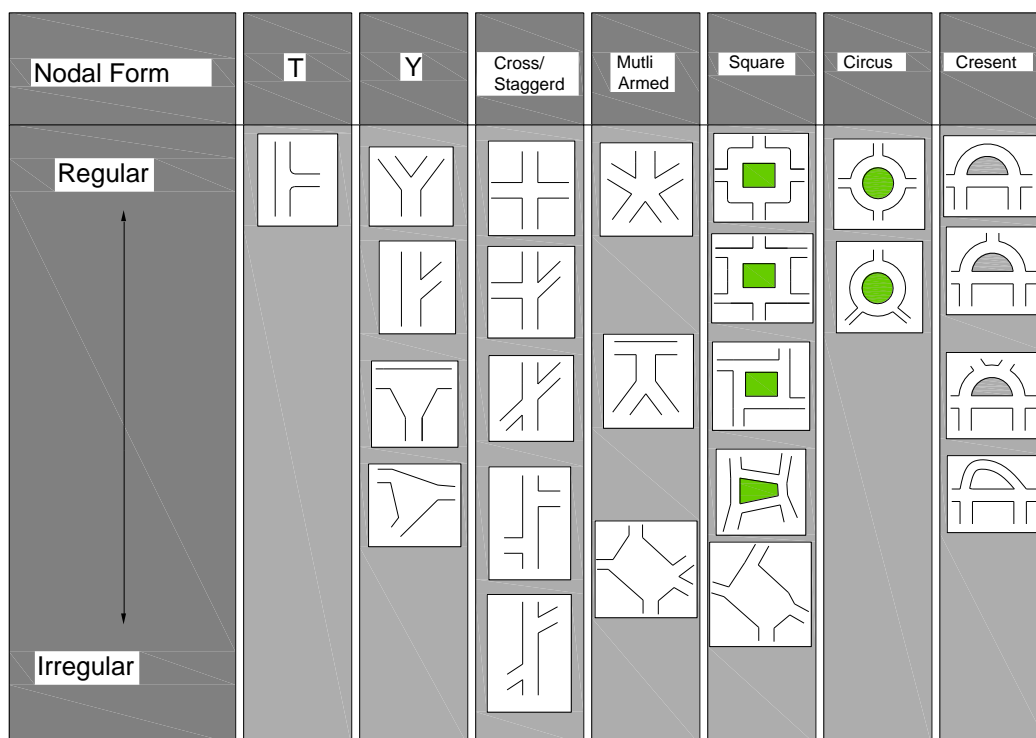 Nodal Form
T
Y
Cross/
Staggerd
Mutli
Armed
Square
Circus
Cresent
Regular
Irregular